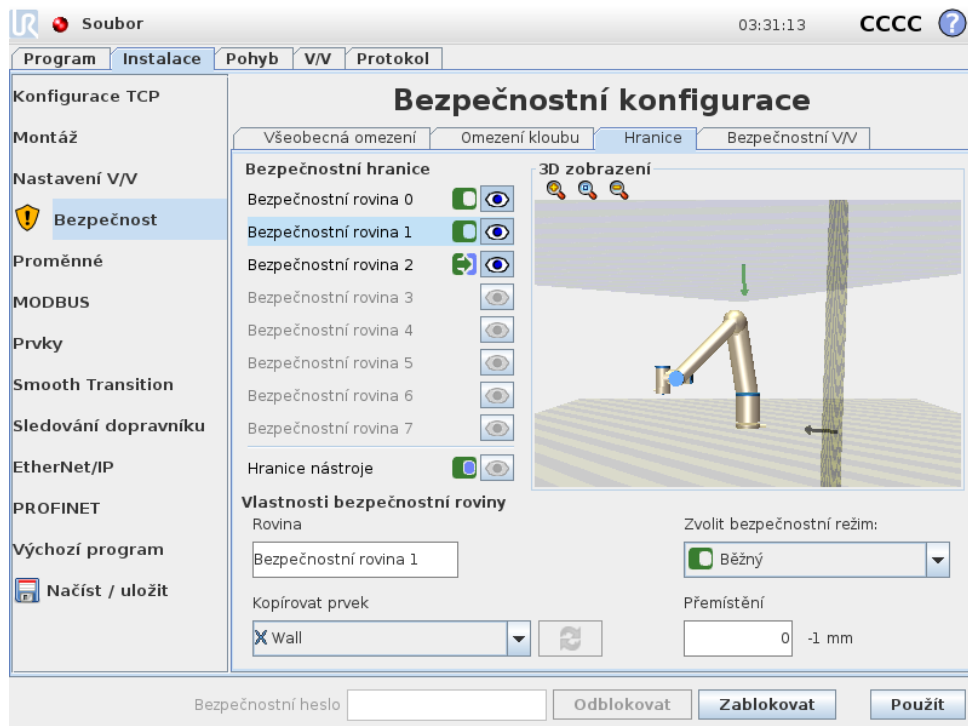 UR Soubor 03:31:13 CCCC ?
Program Instalace Pohyb V/V Protokol
Konfigurace TCP
Montáž
Nastavení V/V
Bezpečnost
Proměnné
MODBUS
Prvky
Smooth Transition
Sledování dopravníku
EtherNet/IP
PROFINET
Výchozí program
Načíst / uložit
Bezpečnostní konfigurace
Všeobecná omezení Omezení kloubu Hranice Bezpečnostní V/V
Bezpečnostní hranice
Bezpečnostní rovina 0
Bezpečnostní rovina 1
Bezpečnostní rovina 2
Bezpečnostní rovina 3
Bezpečnostní rovina 4
Bezpečnostní rovina 5
Bezpečnostní rovina 6
Bezpečnostní rovina 7
Hranice nástroje
3D zobrazení
Vlastnosti bezpečnostní roviny
Rovina
Bezpečnostní rovina 1
Zvolit bezpečnostní režim:
Běžný
Kopírovat prvek
Wall
Přemístění
0 -1 mm
Bezpečnostní heslo Odblokovat Zablokovat Použít